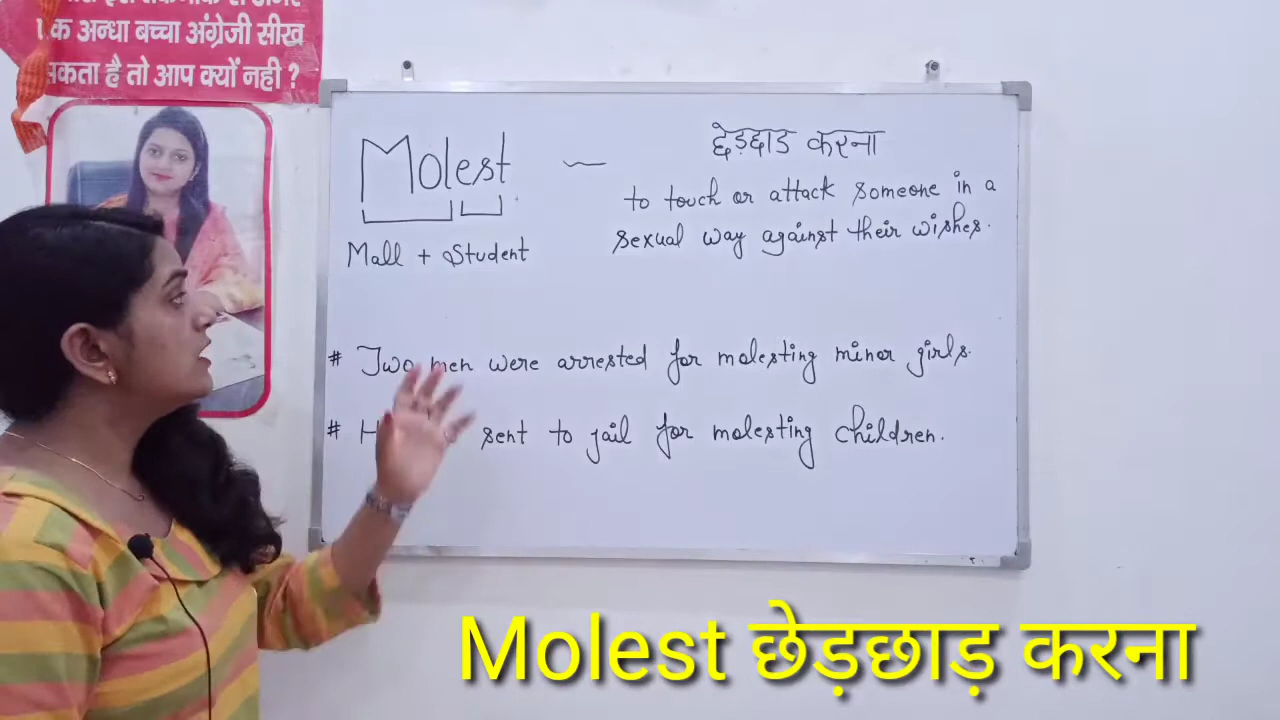 एक अन्धा बच्चा अंग्रेजी सीख
सकता है तो आप क्यों नही ?
Molest — छेड़छाड़ करना
to touch or attack someone in a
sexual way against their wishes.
Mall + Student
# Two men were arrested for molesting minor girls.
# sent to jail for molesting children.
Molest छेड़छाड़ करना